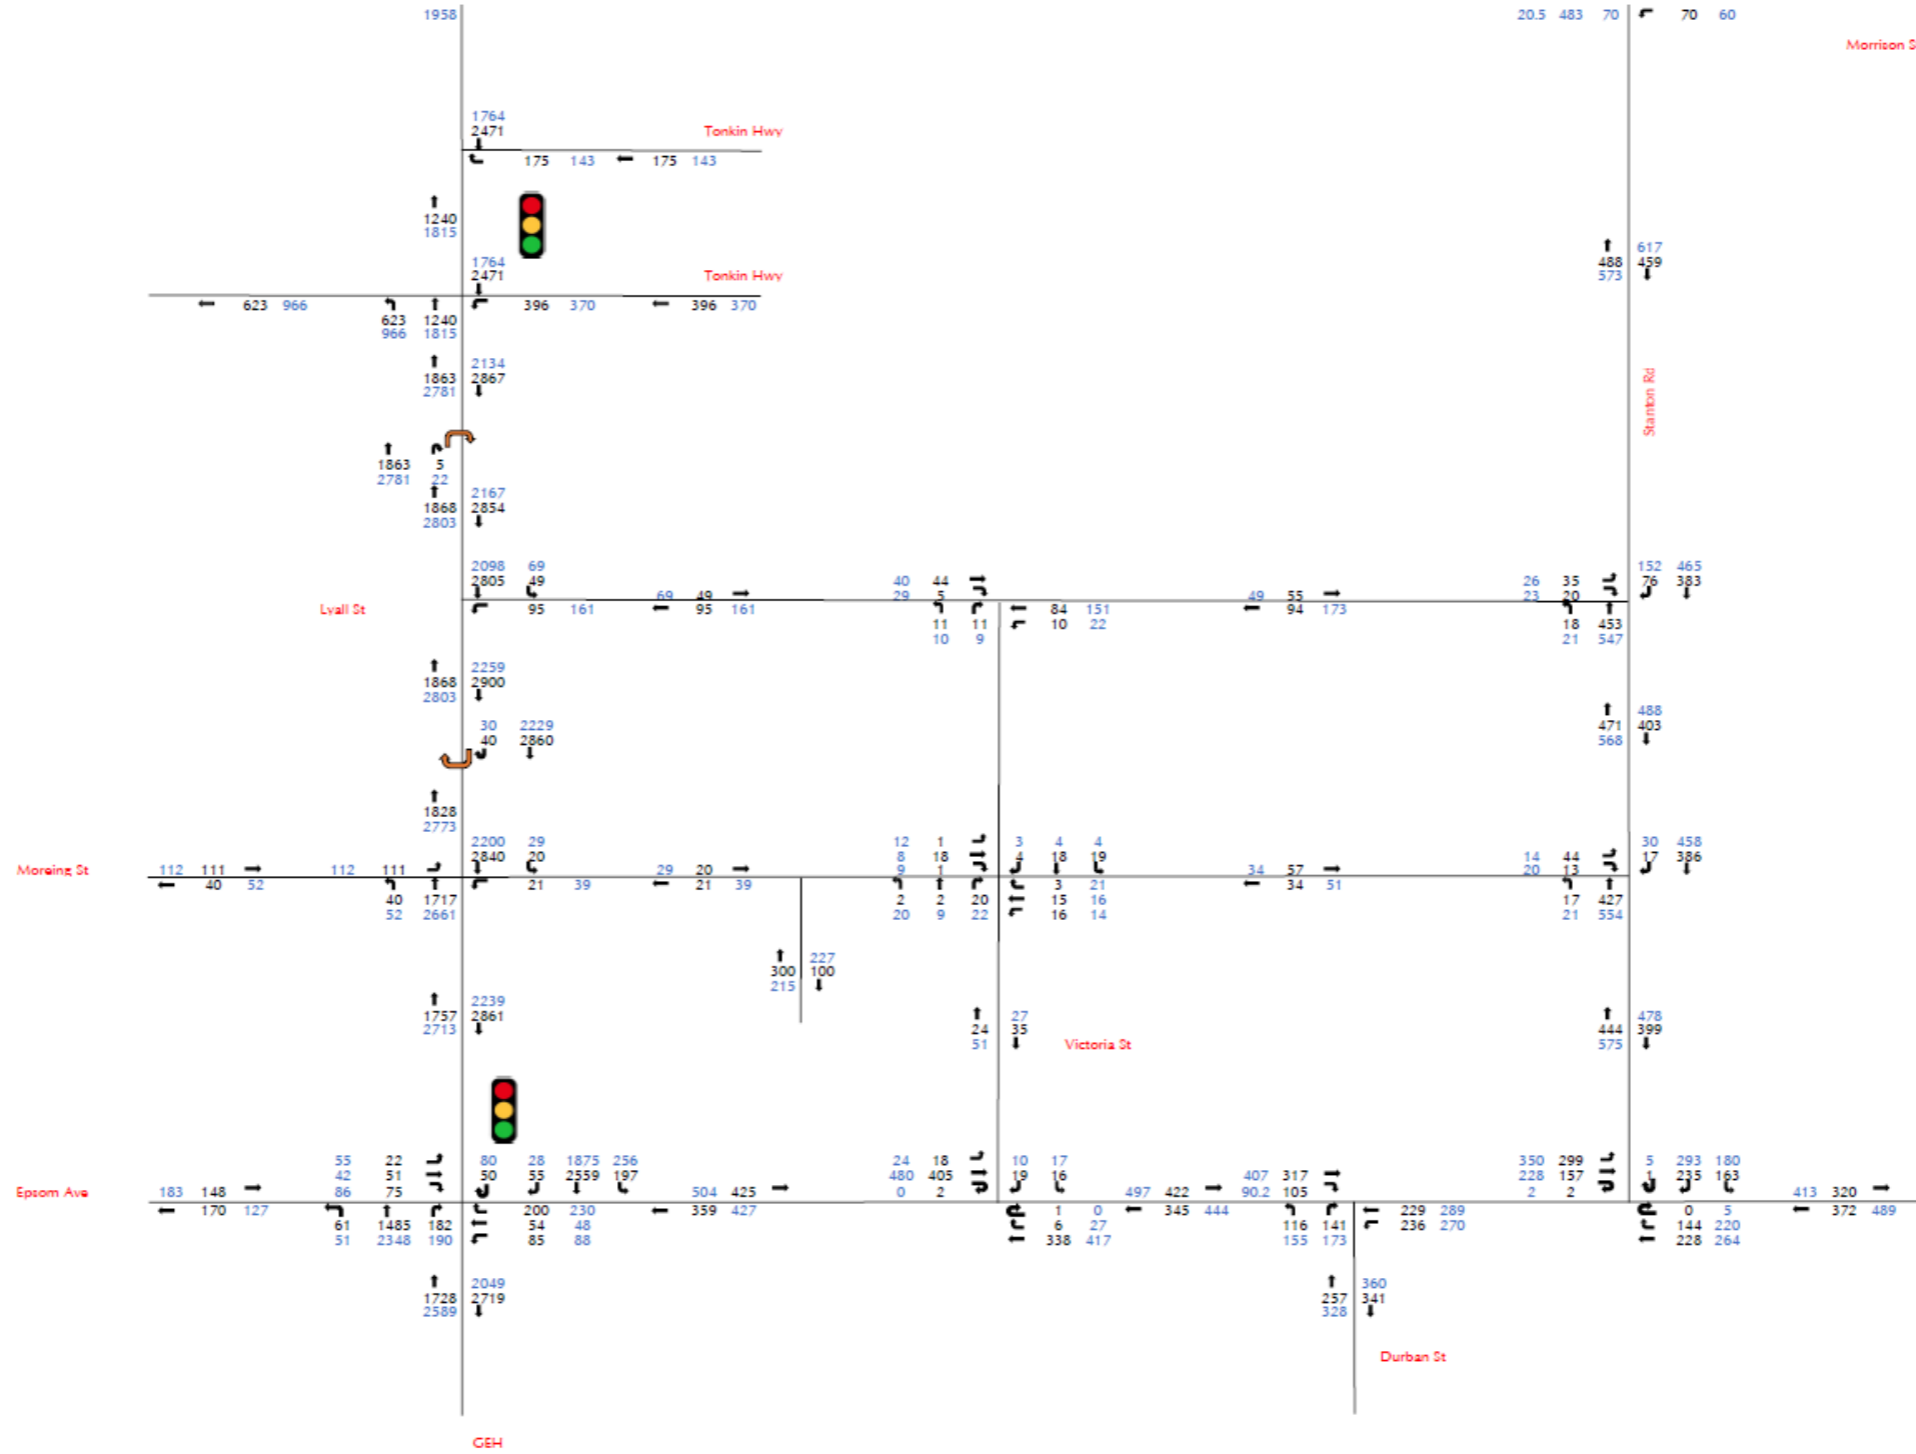 1958 20.5 483 70 70 60
Morrison S
1764
2471 Tonkin Hwy
175 143 175 143
1240
1815
1764
2471 Tonkin Hwy
623 966 396 370 396 370
623 1240
966 1815
2134
1863 2867
2781
1863 5
2781 22
2167
1868 2854
2803
617
488 459
573
Stanton Rd
2098 69 40 44 26 35 152 465
2805 49 69 49 29 5 49 55 23 20 76 383
Lyall St 95 161 95 161 84 151 94 173
11 11 10 22 18 453
10 9 21 547
2259
1868 2900
2803
488
471 403
568
30 2229
40 2860
1828
2773
2200 29 12 1 3 4 4 14 44 30 458
2840 20 8 18 4 18 19 17 386
Moreing St 112 111 112 111 29 20 9 1 34 57 20 13
40 52 21 39 21 39 3 21 34 51
40 1717 2 2 20 15 16 17 427
52 2661 20 9 22 16 14 21 554
227
300 100
215
2239
1757 2861
2713
27
24 35
51
Victoria St
478
444 399
575
55 22 80 28 1875 256 24 18 10 17 350 299 5 293 180
42 51 50 55 2559 197 480 405 19 16 407 317 228 157 1 235 163
Epsom Ave 183 148 86 75 504 425 0 2 497 422 90.2 105 2 2 413 320
170 127 200 230 359 427 1 0 345 444 229 289 0 5 372 489
61 1485 182 54 48 6 27 116 141 236 270 144 220
51 2348 190 85 88 338 417 155 173 228 264
2049
1728 2719
2589
360
257 341
328
Durban St
GEH